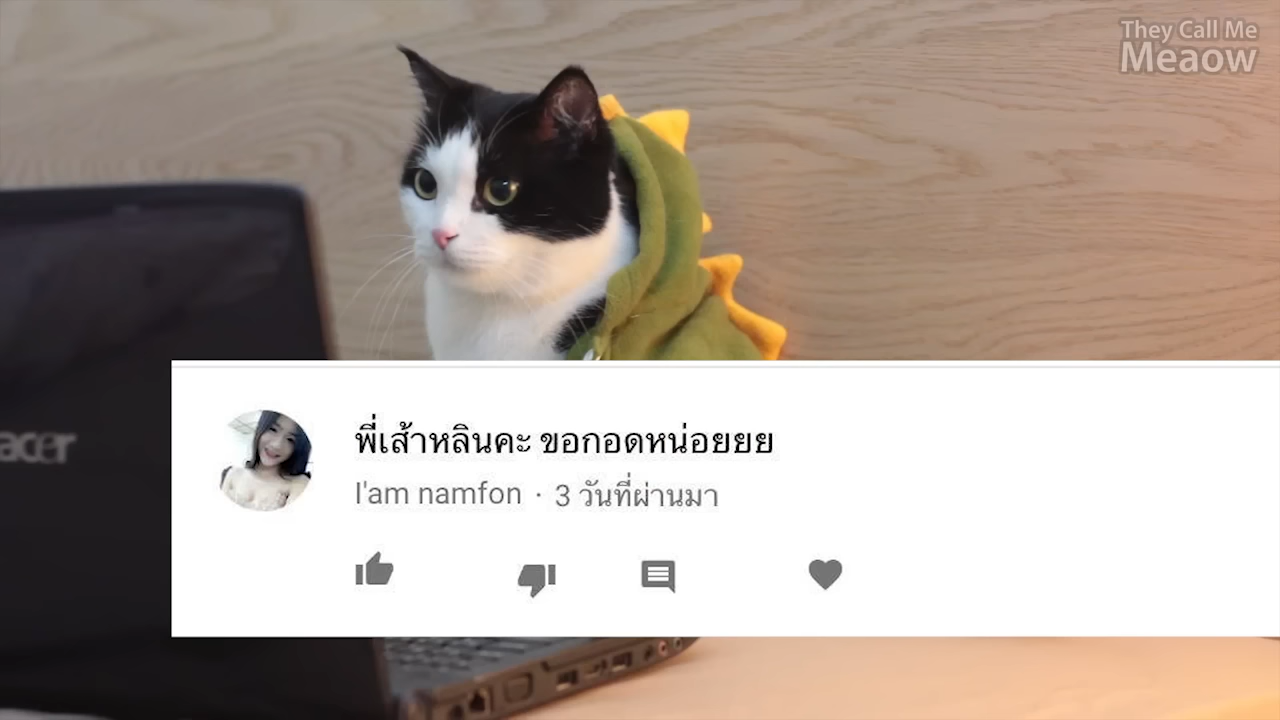 They Call Me
Meaow
acer
พี่เส้าหลินคะ ขอกอดหน่อยยย
I'am namfon · 3 วันที่ผ่านมา